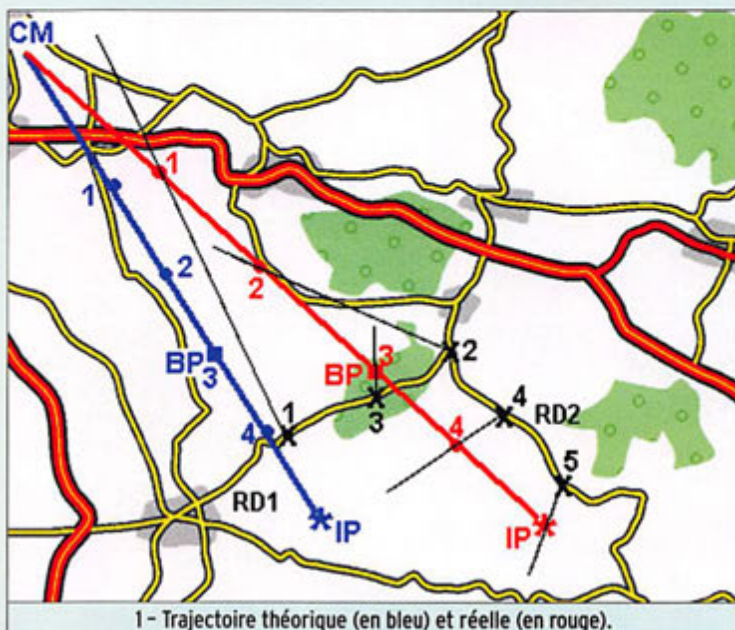 CM
1
1
2
2
2
BP 3
BP 3
3
4
4
4
1
5
RD2
RD1
IP
IP
1 - Trajectoire théorique (en bleu) et réelle (en rouge).